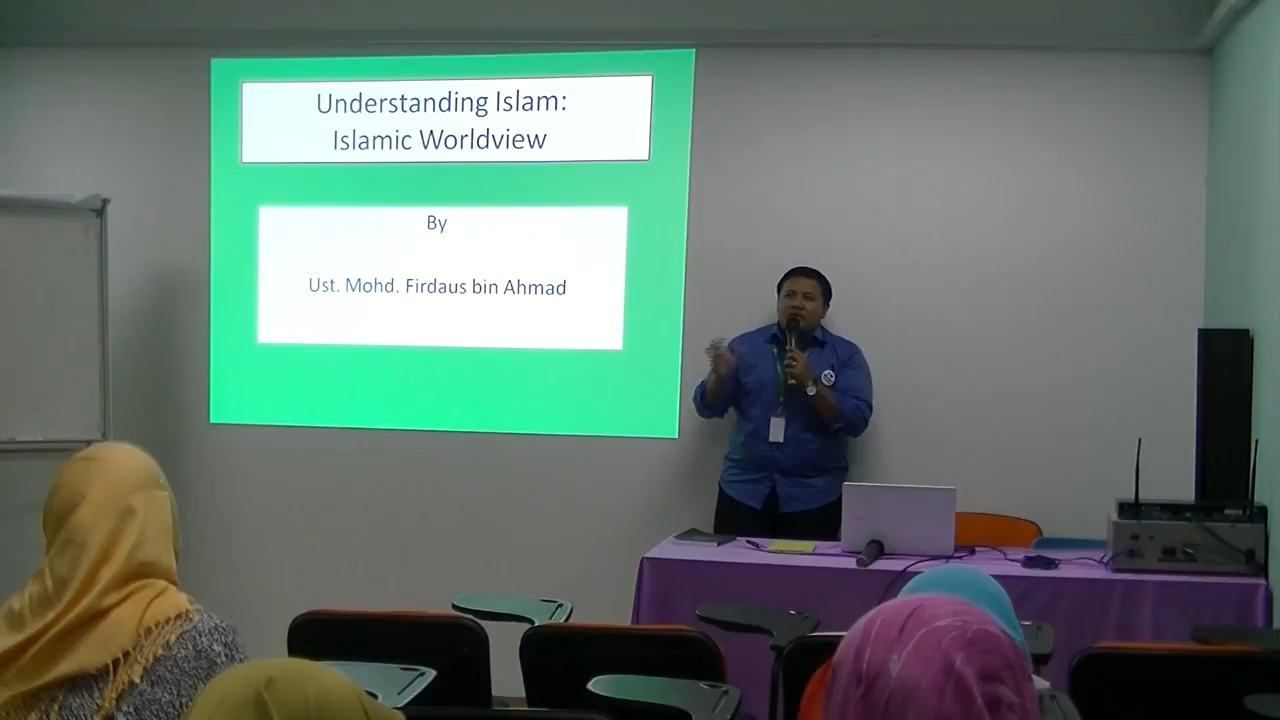 Understanding Islam:
Islamic Worldview
By
Ust. Mohd. Firdaus bin Ahmad